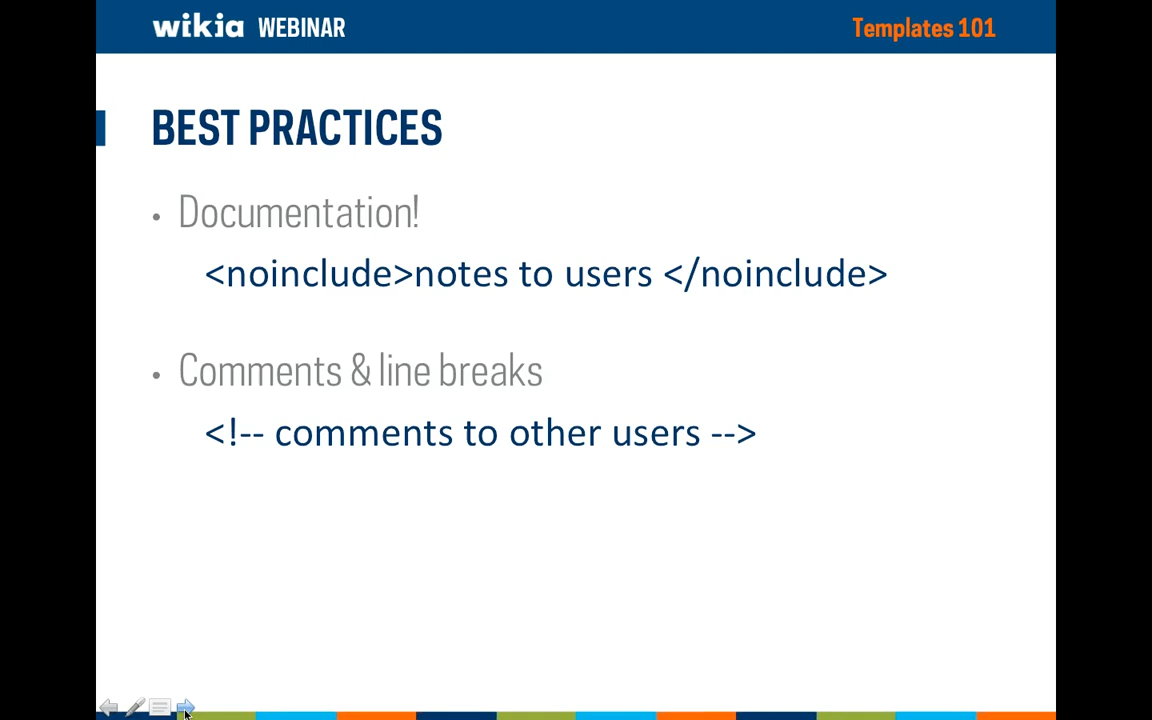 wikia WEBINAR
Templates 101
BEST PRACTICES
• Documentation!
<noinclude>notes to users </noinclude>
• Comments & line breaks
<!-- comments to other users -->